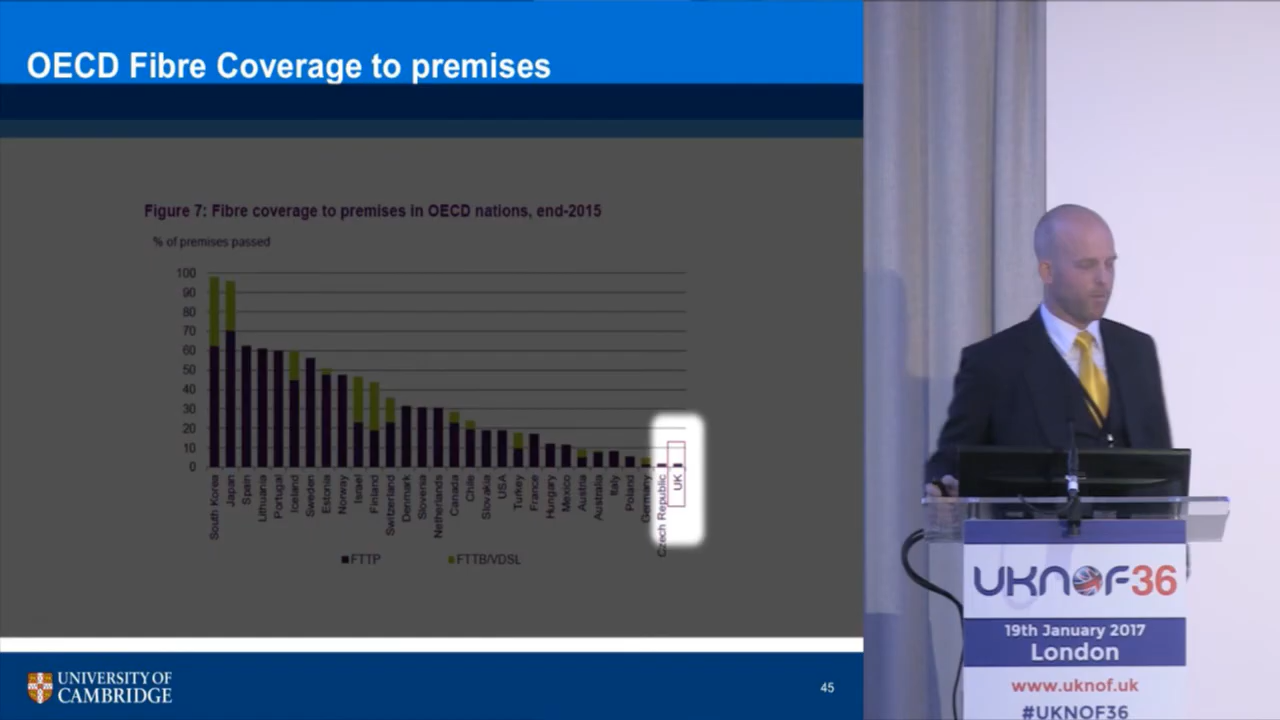 OECD Fibre Coverage to premises
Figure 7: Fibre coverage to premises in OECD nations, end-2015
% of premises passed
100
90
80
70
60
50
40
30
20
10
0
South Korea
Japan
Spain
Lithuania
Portugal
Iceland
Sweden
Estonia
Norway
Israel
Finland
Switzerland
Denmark
Slovenia
Netherlands
Canada
Chile
Slovakia
USA
Turkey
France
Hungary
Mexico
Austria
Australia
Italy
Poland
Germany
Czech Republic
UK
FTTP
FTTB/VDSL
UNIVERSITY OF
CAMBRIDGE
45
UKNOF36
19th January 2017
London
www.uknof.uk
#UKNOF36